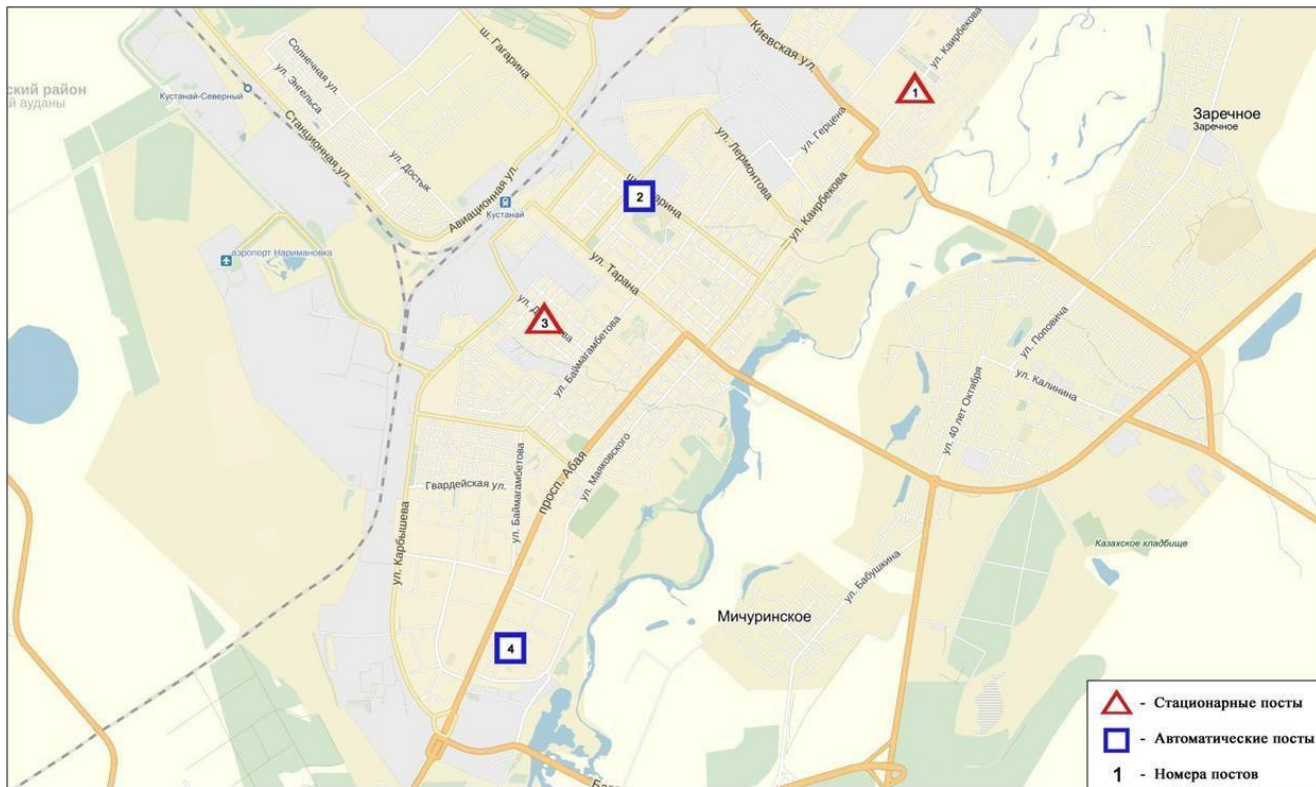 ский район
й ауданы
Кустанай-Северный
Солнечная ул.
ул. Энгельса
Станционная ул.
ул. Достык
ш. Гагарина
Авиационная ул.
Кустанай
аэропорт Наримановка
Киевская ул.
ул. Каирбекова
1
ул. Герцена
ул. Лермонтова
ул. Каирбекова
2
ул. Тарана
3
ул. Баймагамбетова
Заречное
Заречное
ул. Поповича
ул. Калинина
ул. 40 лет Октября
просп. Абая
ул. Маяковского
ул. Баймагамбетова
Гвардейская ул.
ул. Карбышева
Казахское кладбище
ул. Бабушкина
Мичуринское
4
- Стационарные посты
- Автоматические посты
1 - Номера постов